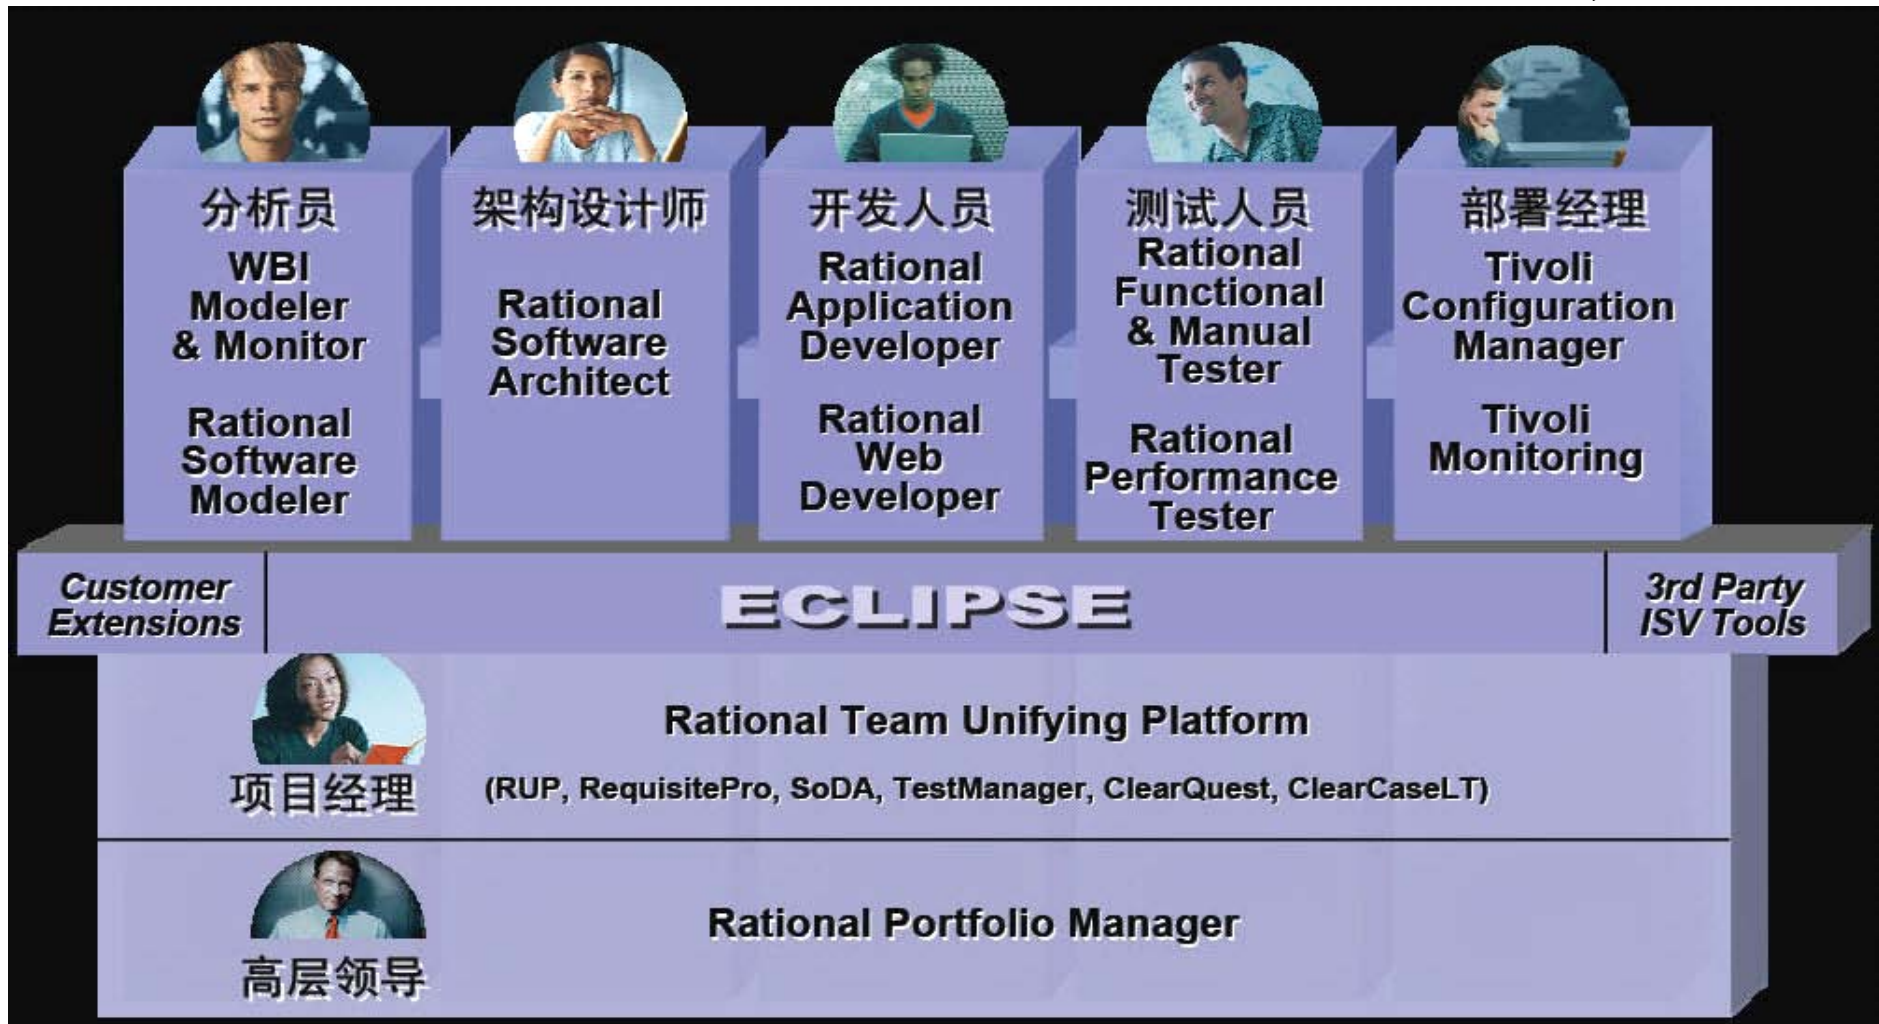 分析员
WBI
Modeler
& Monitor
Rational
Software
Modeler
架构设计师
Rational
Software
Architect
开发人员
Rational
Application
Developer
Rational
Web
Developer
测试人员
Rational
Functional
& Manual
Tester
Rational
Performance
Tester
部署经理
Tivoli
Configuration
Manager
Tivoli
Monitoring
Customer
Extensions
ECLIPSE
3rd Party
ISV Tools
项目经理
Rational Team Unifying Platform
(RUP, RequisitePro, SoDA, TestManager, ClearQuest, ClearCaseLT)
高层领导
Rational Portfolio Manager